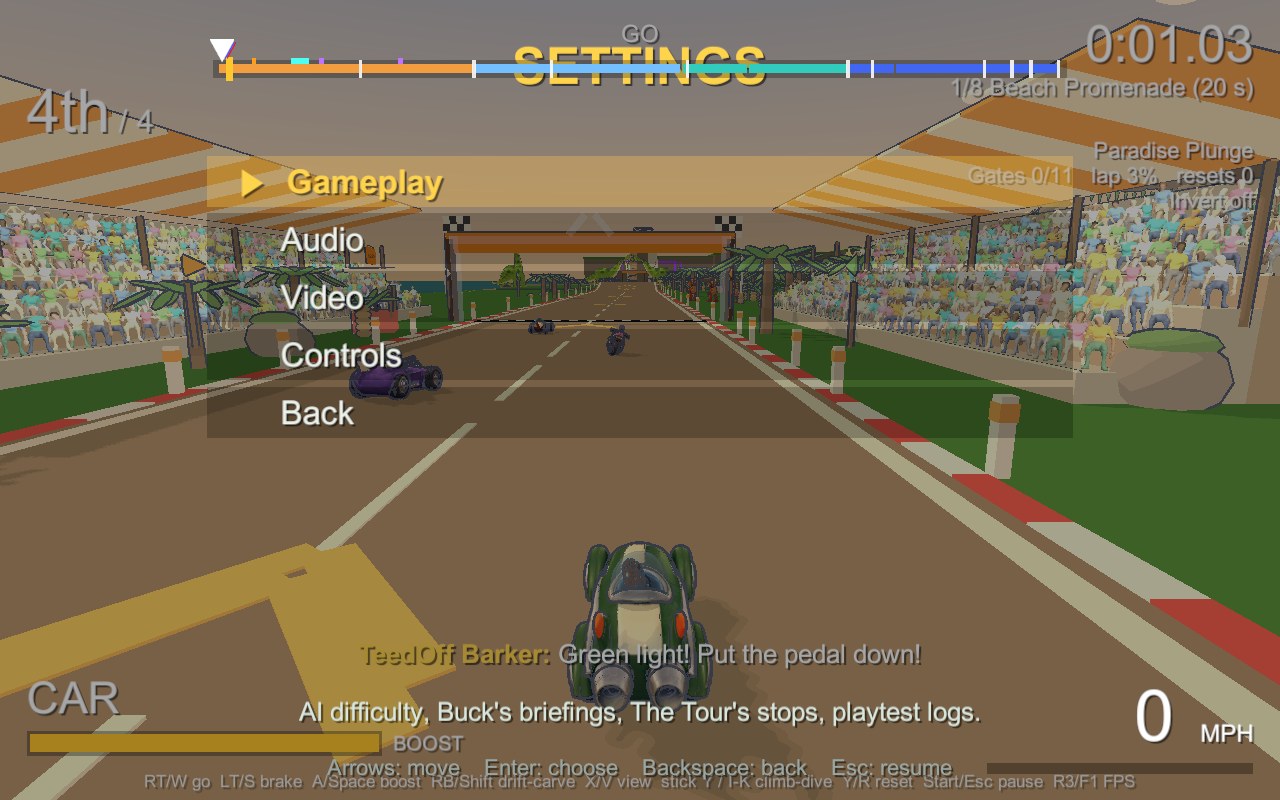 GO
SETTINGS
0:01.03
1/8 Beach Promenade (20 s)
4th / 4
Paradise Plunge
Gates 0/11 lap 3% resets 0
Invert off
Gameplay
Audio
Video
Controls
Back
TeedOff Barker: Green light! Put the pedal down!
CAR
AI difficulty, Buck's briefings, The Tour's stops, playtest logs.
0 MPH
BOOST
Arrows: move Enter: choose Backspace: back Esc: resume
RT/W go LT/S brake A/Space boost RB/Shift drift-carve X/V view stick Y / I-K climb-dive Y/R reset Start/Esc pause R3/F1 FPS